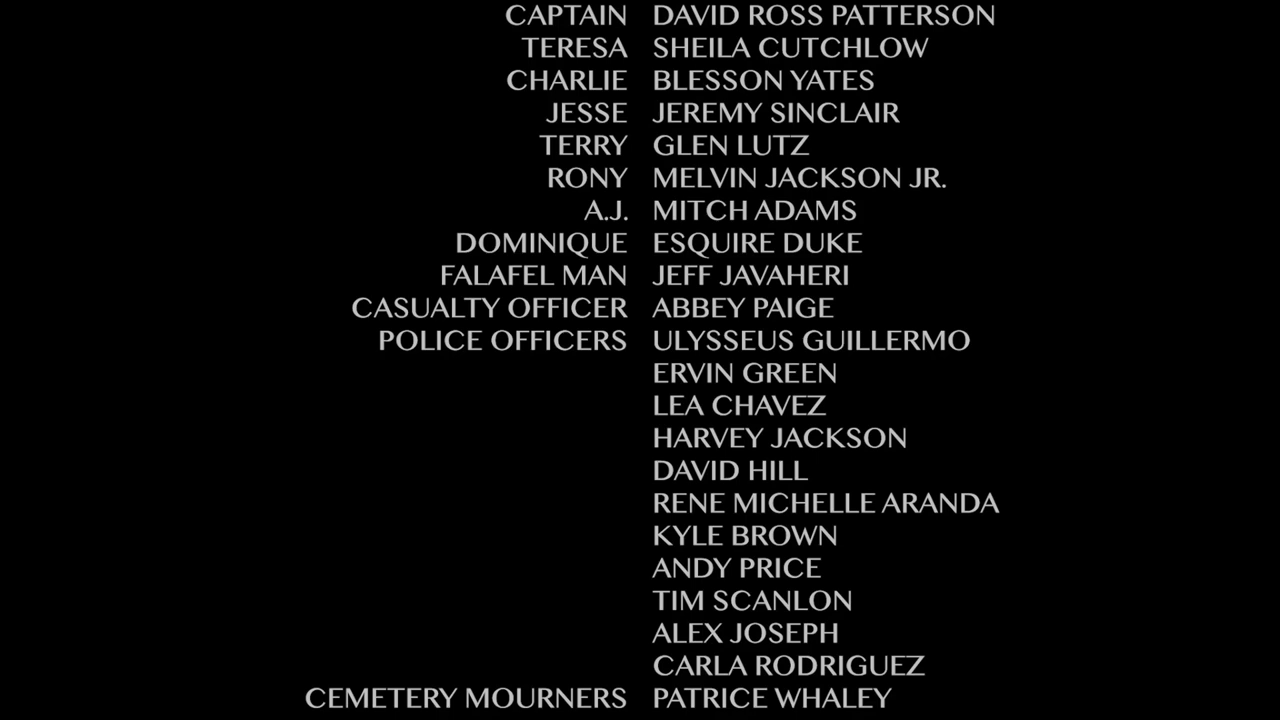 CAPTAIN DAVID ROSS PATTERSON
TERESA SHEILA CUTCHLOW
CHARLIE BLESSON YATES
JESSE JEREMY SINCLAIR
TERRY GLEN LUTZ
RONY MELVIN JACKSON JR.
A.J. MITCH ADAMS
DOMINIQUE ESQUIRE DUKE
FALAFEL MAN JEFF JAVAHERI
CASUALTY OFFICER ABBEY PAIGE
POLICE OFFICERS ULYSSEUS GUILLERMO
ERVIN GREEN
LEA CHAVEZ
HARVEY JACKSON
DAVID HILL
RENE MICHELLE ARANDA
KYLE BROWN
ANDY PRICE
TIM SCANLON
ALEX JOSEPH
CARLA RODRIGUEZ
CEMETERY MOURNERS PATRICE WHALEY